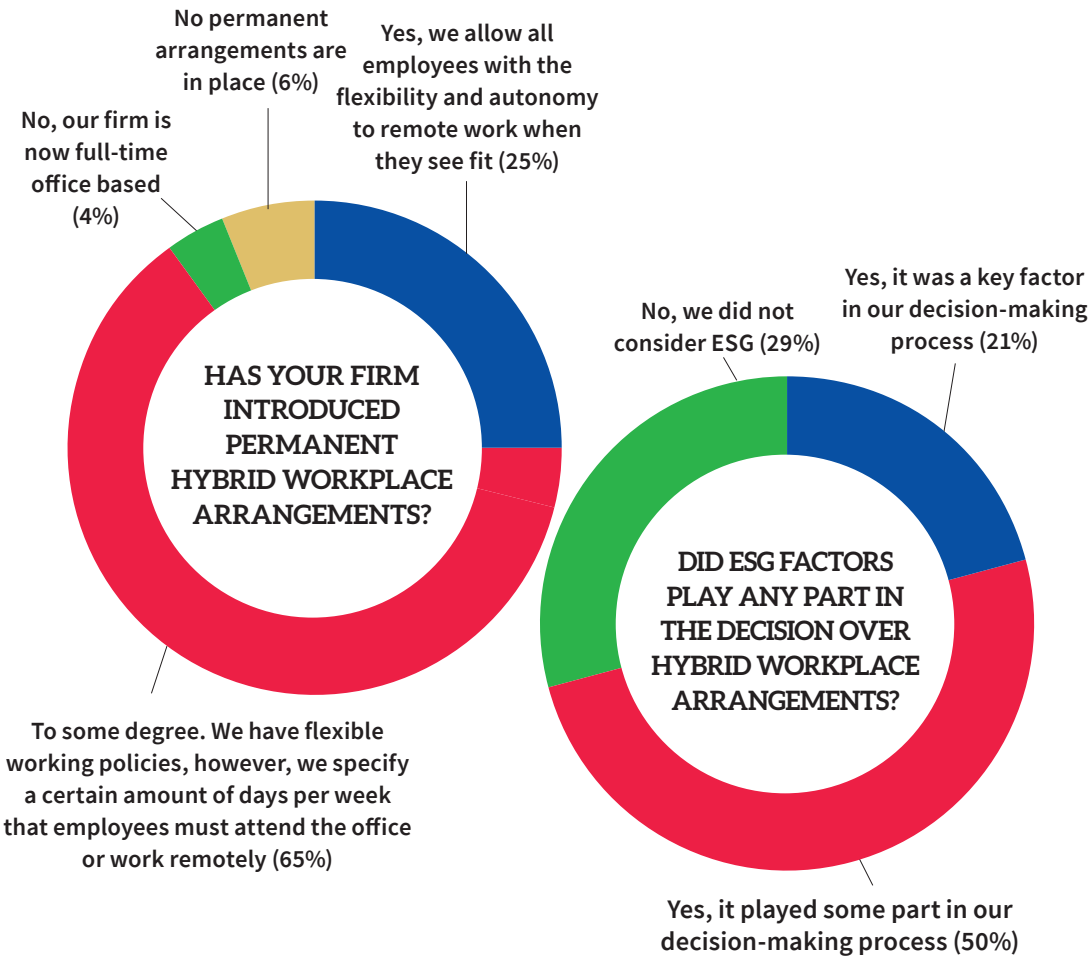 No permanent
arrangements are
in place (6%)
Yes, we allow all
employees with the
flexibility and autonomy
to remote work when
they see fit (25%)
No, our firm is
now full-time
office based
(4%)
HAS YOUR FIRM
INTRODUCED
PERMANENT
HYBRID WORKPLACE
ARRANGEMENTS?
To some degree. We have flexible
working policies, however, we specify
a certain amount of days per week
that employees must attend the office
or work remotely (65%)
No, we did not
consider ESG (29%)
Yes, it was a key factor
in our decision-making
process (21%)
DID ESG FACTORS
PLAY ANY PART IN
THE DECISION OVER
HYBRID WORKPLACE
ARRANGEMENTS?
Yes, it played some part in our
decision-making process (50%)